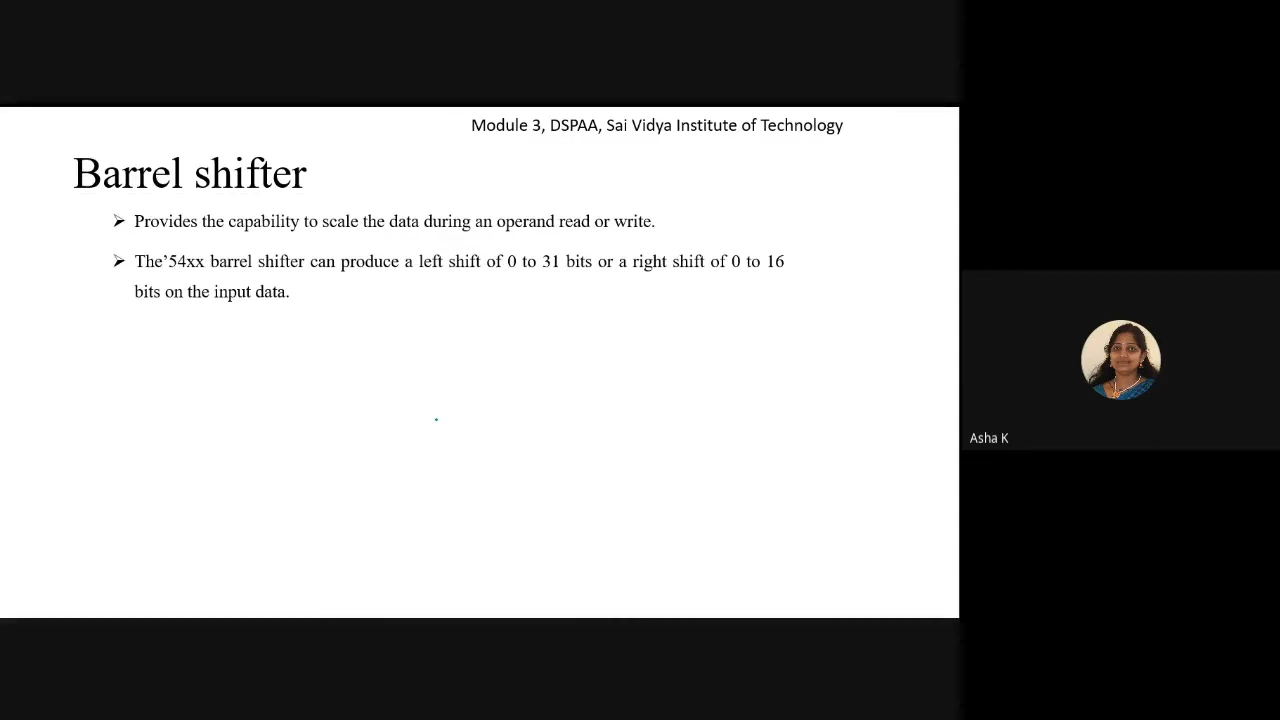 Module 3, DSPAA, Sai Vidya Institute of Technology
Barrel shifter
➢ Provides the capability to scale the data during an operand read or write.
➢ The’54xx barrel shifter can produce a left shift of 0 to 31 bits or a right shift of 0 to 16
bits on the input data.
Asha K